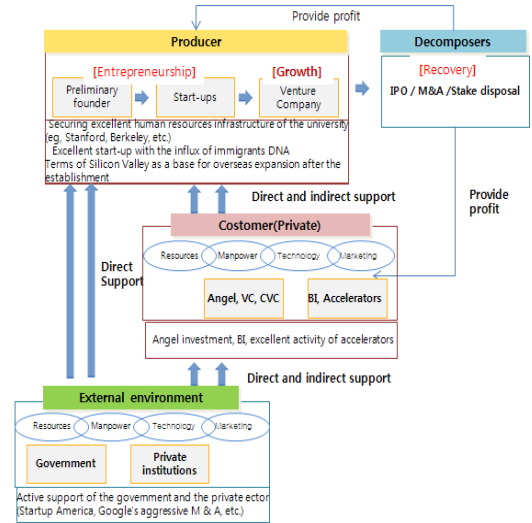 Provide profit
Producer
Decomposers
[Entrepreneurship]
[Growth]
[Recovery]
Preliminary
founder
Start-ups
Venture
Company
IPO / M&A /Stake disposal
Securing excellent human resources infrastructure of the university
(eg, Stanford, Berkeley, etc.)
Excellent start-up with the influx of immigrants DNA
Terms of Silicon Valley as a base for overseas expansion after the
establishment
Direct and indirect support
Provide
profit
Costomer(Private)
Resources
Manpower
Technology
Marketing
Direct
Support
Angel, VC, CVC
BI, Accelerators
Angel investment, BI, excellent activity of accelerators
Direct and indirect support
External environment
Resources
Manpower
Technology
Marketing
Government
Private
institutions
Active support of the government and the private ector
(Startup America, Google's aggressive M & A, etc.)